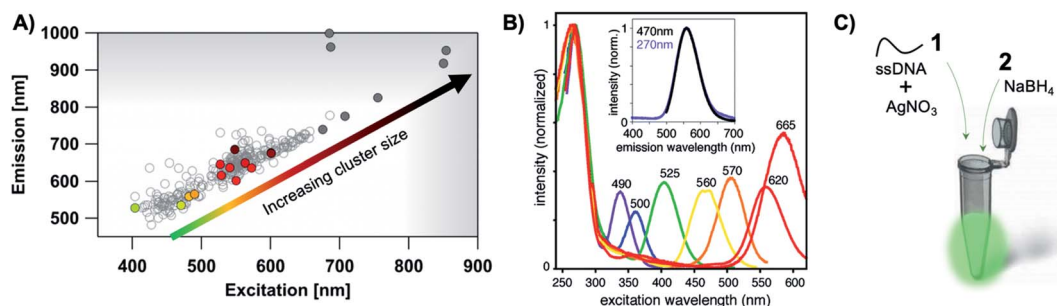 A)
1000
900
800
700
600
500
Emission [nm]
Increasing cluster size
400
500
600
700
800
900
Excitation [nm]
B)
1
0
intensity (normalized)
1
0
intensity (norm.)
470nm
270nm
400
500
600
700
emission wavelength (nm)
490
500
525
560
570
620
665
250
300
350
400
450
500
550
600
excitation wavelength (nm)
C)
1
ssDNA
+
AgNO3
2
NaBH4